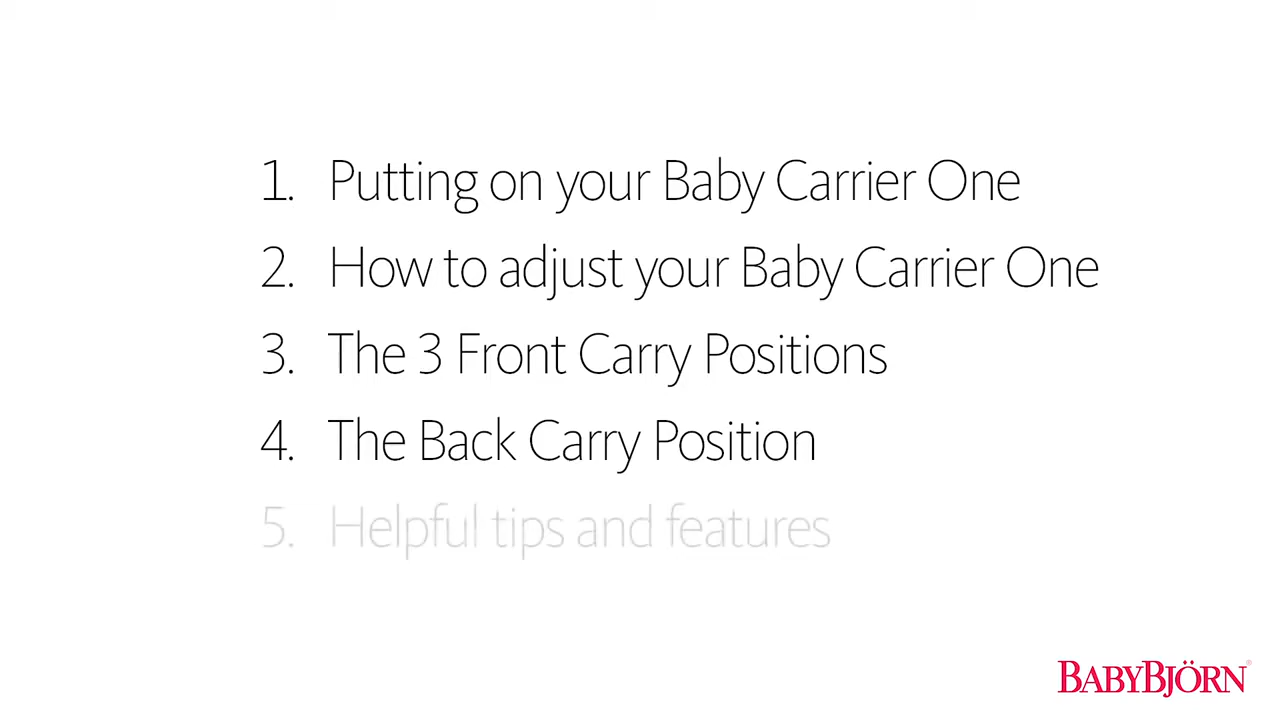 1. Putting on your Baby Carrier One
2. How to adjust your Baby Carrier One
3. The 3 Front Carry Positions
4. The Back Carry Position
5. Helpful tips and features
BABYBJÖRN®